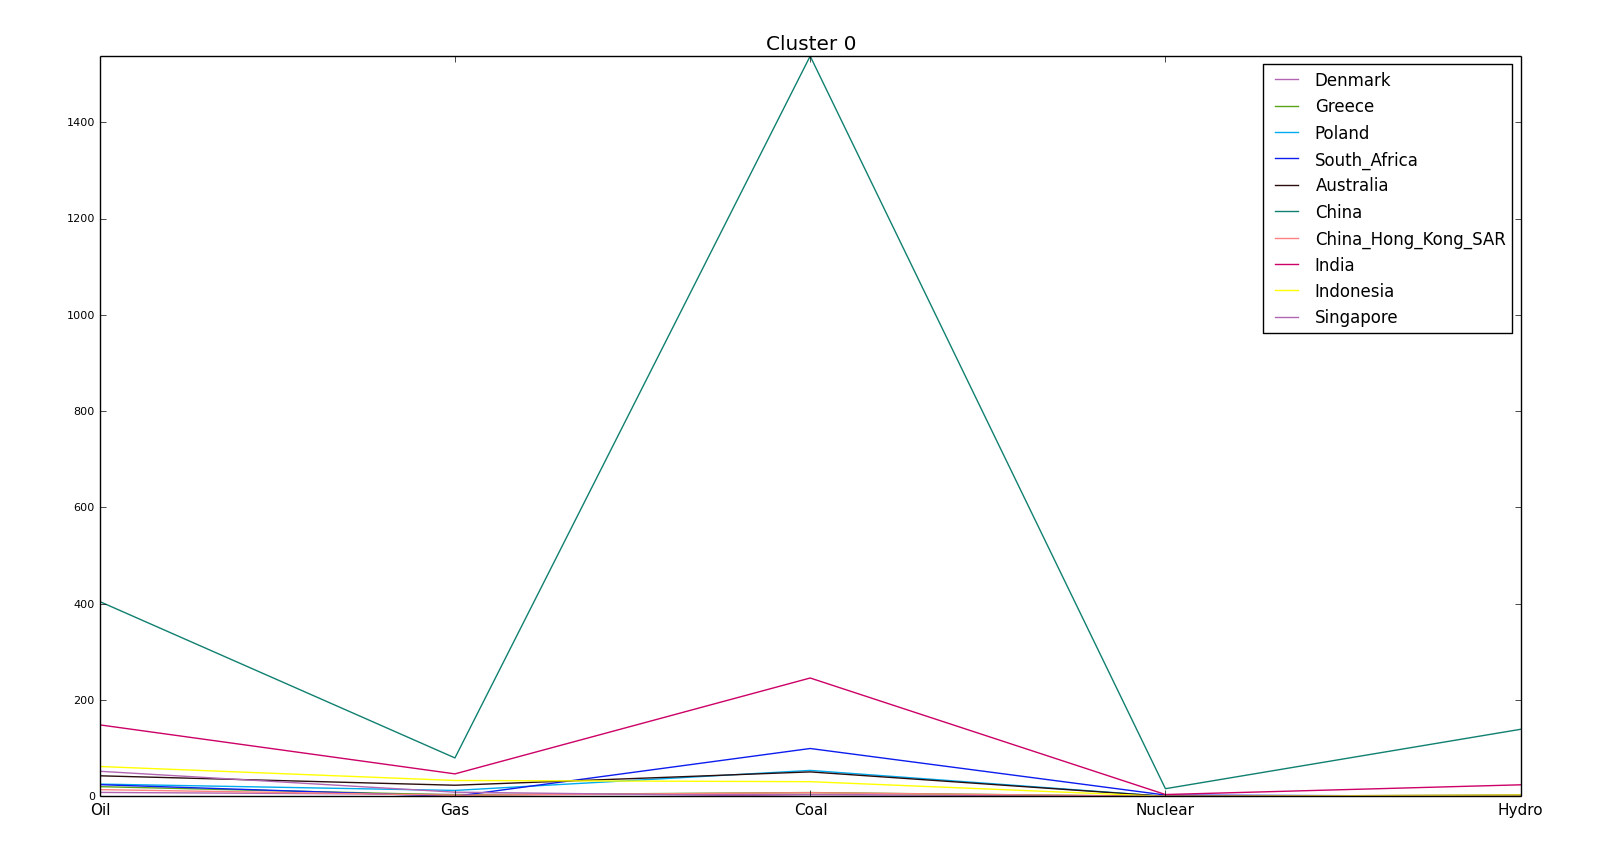 Cluster 0
1400
1200
1000
800
600
400
200
0
Oil Gas Coal Nuclear Hydro
Denmark
Greece
Poland
South_Africa
Australia
China
China_Hong_Kong_SAR
India
Indonesia
Singapore